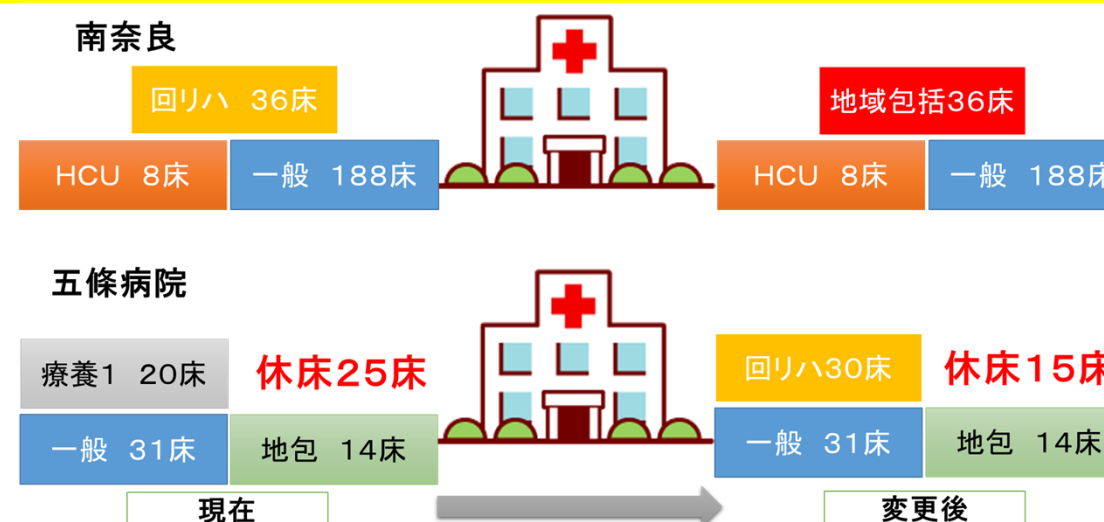 南奈良
回リハ 36床
地域包括36床
HCU 8床
一般 188床
HCU 8床
一般 188床
五條病院
療養1 20床
休床25床
回リハ30床
休床15床
一般 31床
地包 14床
一般 31床
地包 14床
現在
変更後